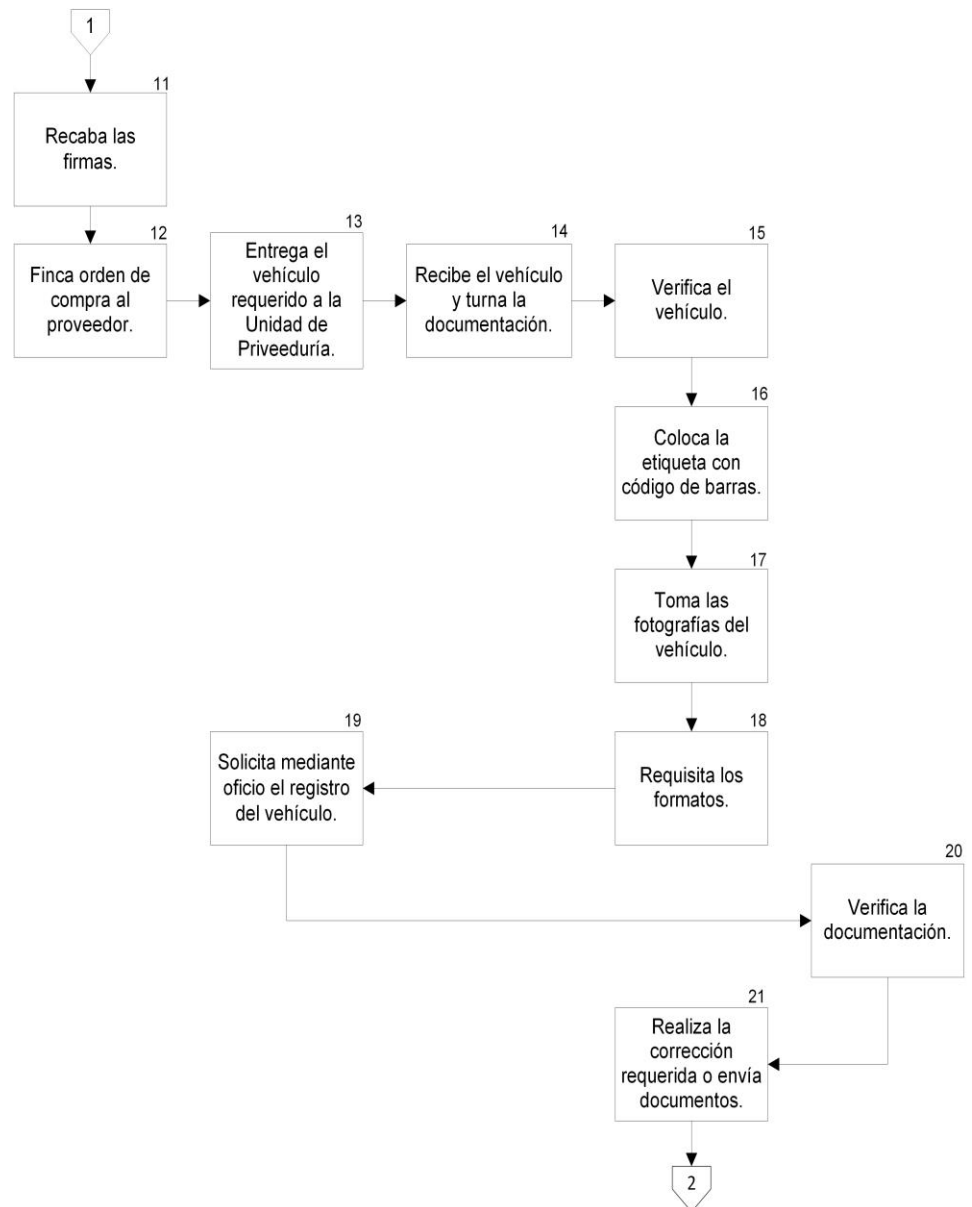 1
11
Recaba las
firmas.
12
Finca orden de
compra al
proveedor.
13
Entrega el
vehículo
requerido a la
Unidad de
Priveeduría.
14
Recibe el vehículo
y turna la
documentación.
15
Verifica el
vehículo.
16
Coloca la
etiqueta con
código de barras.
17
Toma las
fotografías del
vehículo.
18
Requisita los
formatos.
19
Solicita mediante
oficio el registro
del vehículo.
20
Verifica la
documentación.
21
Realiza la
corrección
requerida o envía
documentos.
2